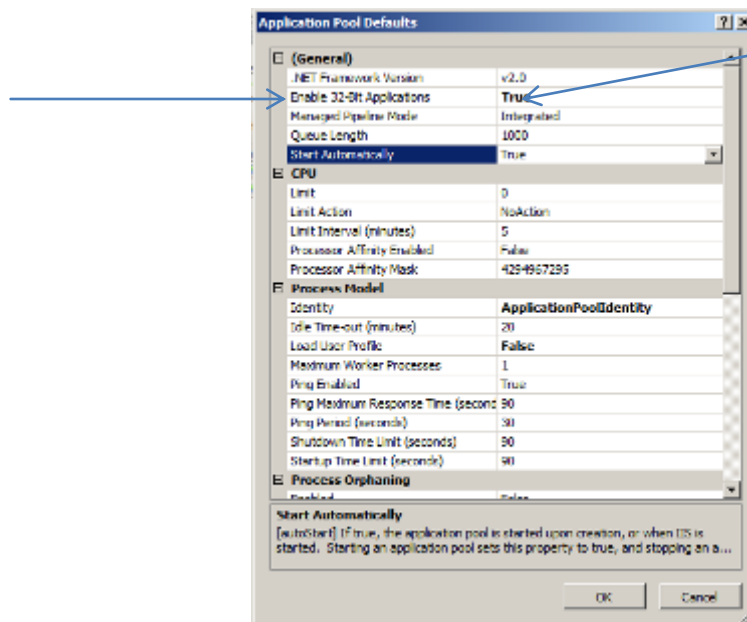 Application Pool Defaults
(General)
.NET Framework Version v2.0
Enable 32-Bit Applications True
Managed Pipeline Mode Integrated
Queue Length 1000
Start Automatically True
CPU
Limit 0
Limit Action NoAction
Limit Interval (minutes) 5
Processor Affinity Enabled False
Processor Affinity Mask 4294967295
Process Model
Identity ApplicationPoolIdentity
Idle Time-out (minutes) 20
Load User Profile False
Maximum Worker Processes 1
Ping Enabled True
Ping Maximum Response Time (second 90
Ping Period (seconds) 30
Shutdown Time Limit (seconds) 90
Startup Time Limit (seconds) 90
Process Orphaning
Enabled False
Start Automatically
[autoStart] If true, the application pool is started upon creation, or when IIS is
started. Starting an application pool sets this property to true, and stopping an a...
OK Cancel